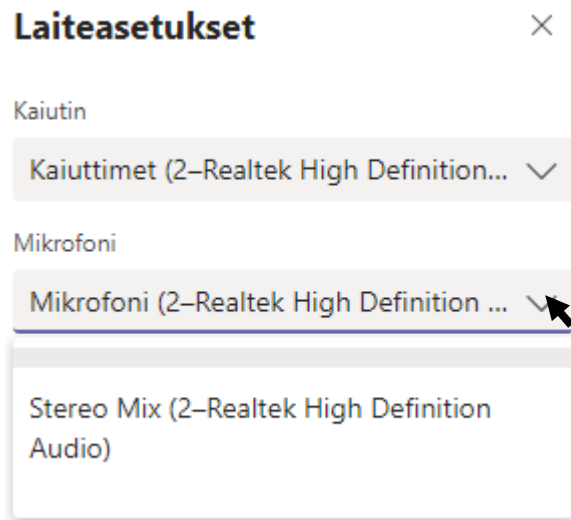 Laiteasetukset
Kaiutin
Kaiuttimet (2–Realtek High Definition...
Mikrofoni
Mikrofoni (2–Realtek High Definition ...
Stereo Mix (2–Realtek High Definition
Audio)